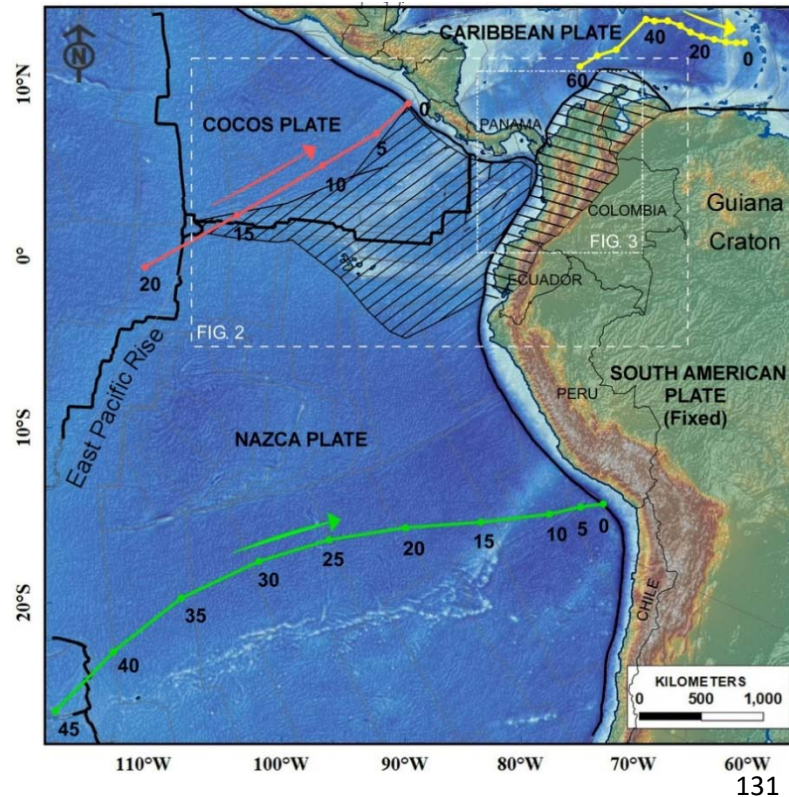 N
CARIBBEAN PLATE
40
20
0
60
10°N
COCOS PLATE
0
PANAMA
5
10
15
COLOMBIA
Guiana
Craton
FIG. 3
0°
20
ECUADOR
FIG. 2
East Pacific Rise
PERU
SOUTH AMERICAN
PLATE
(Fixed)
10°S
NAZCA PLATE
0
5
10
15
20
25
30
35
40
45
20°S
CHILE
KILOMETERS
0 500 1,000
110°W 100°W 90°W 80°W 70°W 60°W
131